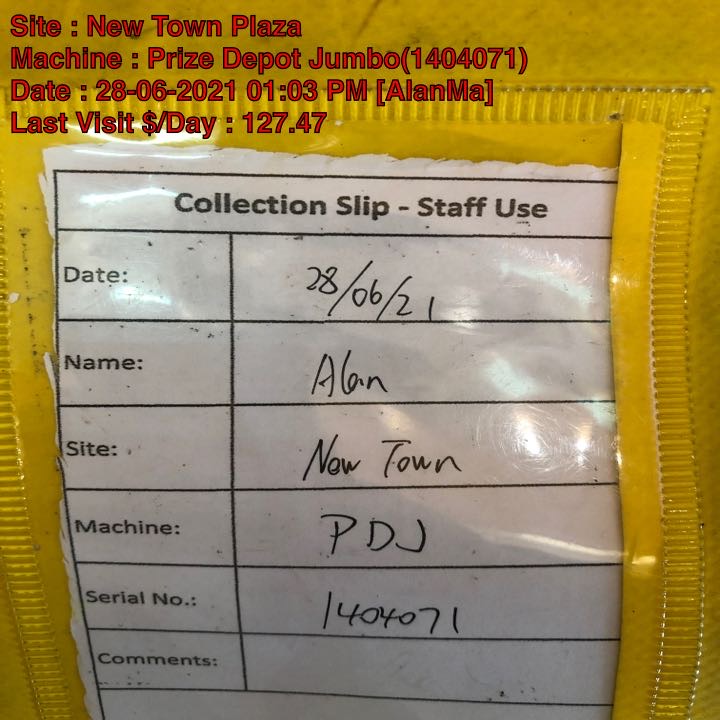 Site : New Town Plaza
Machine : Prize Depot Jumbo(1404071)
Date : 28-06-2021 01:03 PM [AlanMa]
Last Visit $/Day : 127.47
Collection Slip - Staff Use
Date: 28/06/21
Name: Alan
Site: New Town
Machine: PDJ
Serial No.: 1404071
Comments: